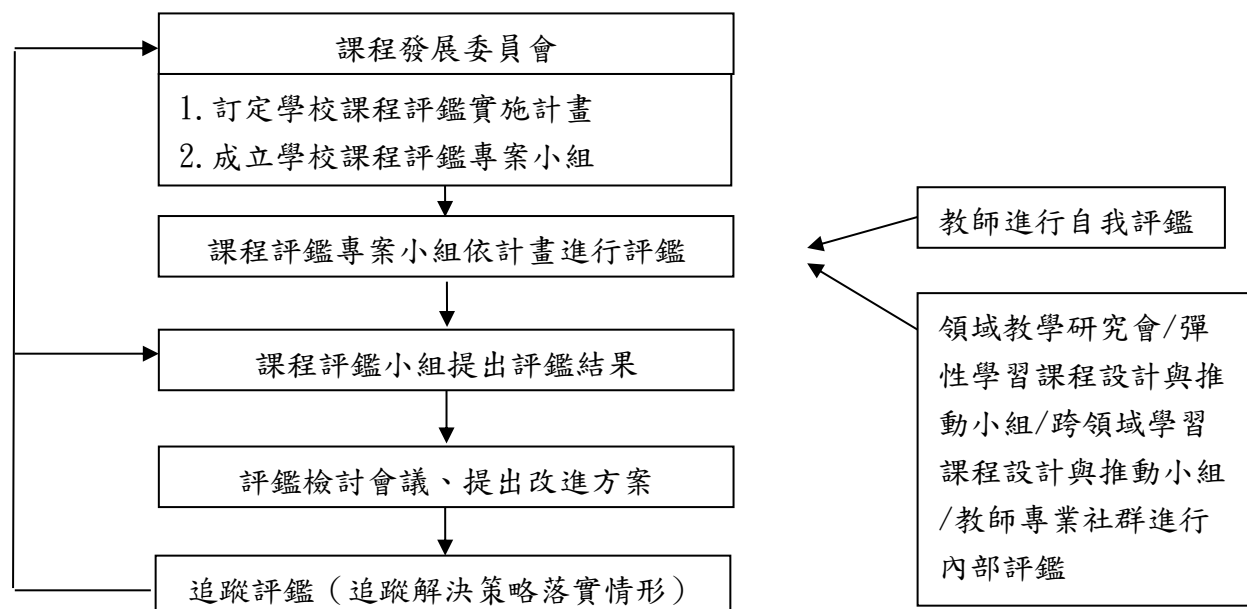 課程發展委員會
1.訂定學校課程評鑑實施計畫
2.成立學校課程評鑑專案小組
課程評鑑專案小組依計畫進行評鑑
課程評鑑小組提出評鑑結果
評鑑檢討會議、提出改進方案
追蹤評鑑（追蹤解決策略落實情形）
教師進行自我評鑑
領域教學研究會/彈
性學習課程設計與推
動小組/跨領域學習
課程設計與推動小組
/教師專業社群進行
內部評鑑